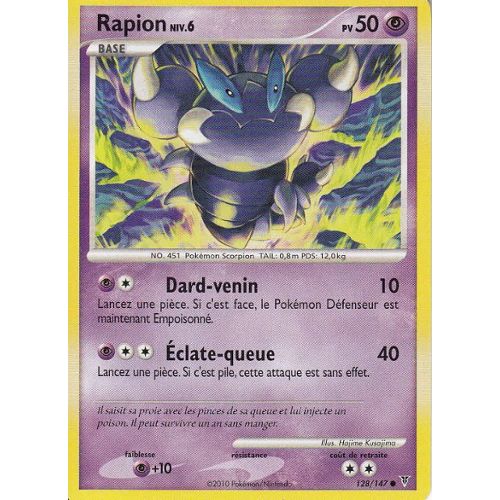 Rapion NIV.6 PV 50
BASE
NO. 451 Pokémon Scorpion TAIL: 0,8m PDS: 12,0kg
Dard-venin 10
Lancez une pièce. Si c'est face, le Pokémon Défenseur est
maintenant Empoisonné.
Éclate-queue 40
Lancez une pièce. Si c'est pile, cette attaque est sans effet.
Il saisit sa proie avec les pinces de sa queue et lui injecte un
poison. Il peut survivre un an sans manger.
Illus. Hajime Kusajima
faiblesse résistance coût de retraite
+10
©2010 Pokémon/Nintendo 128/147